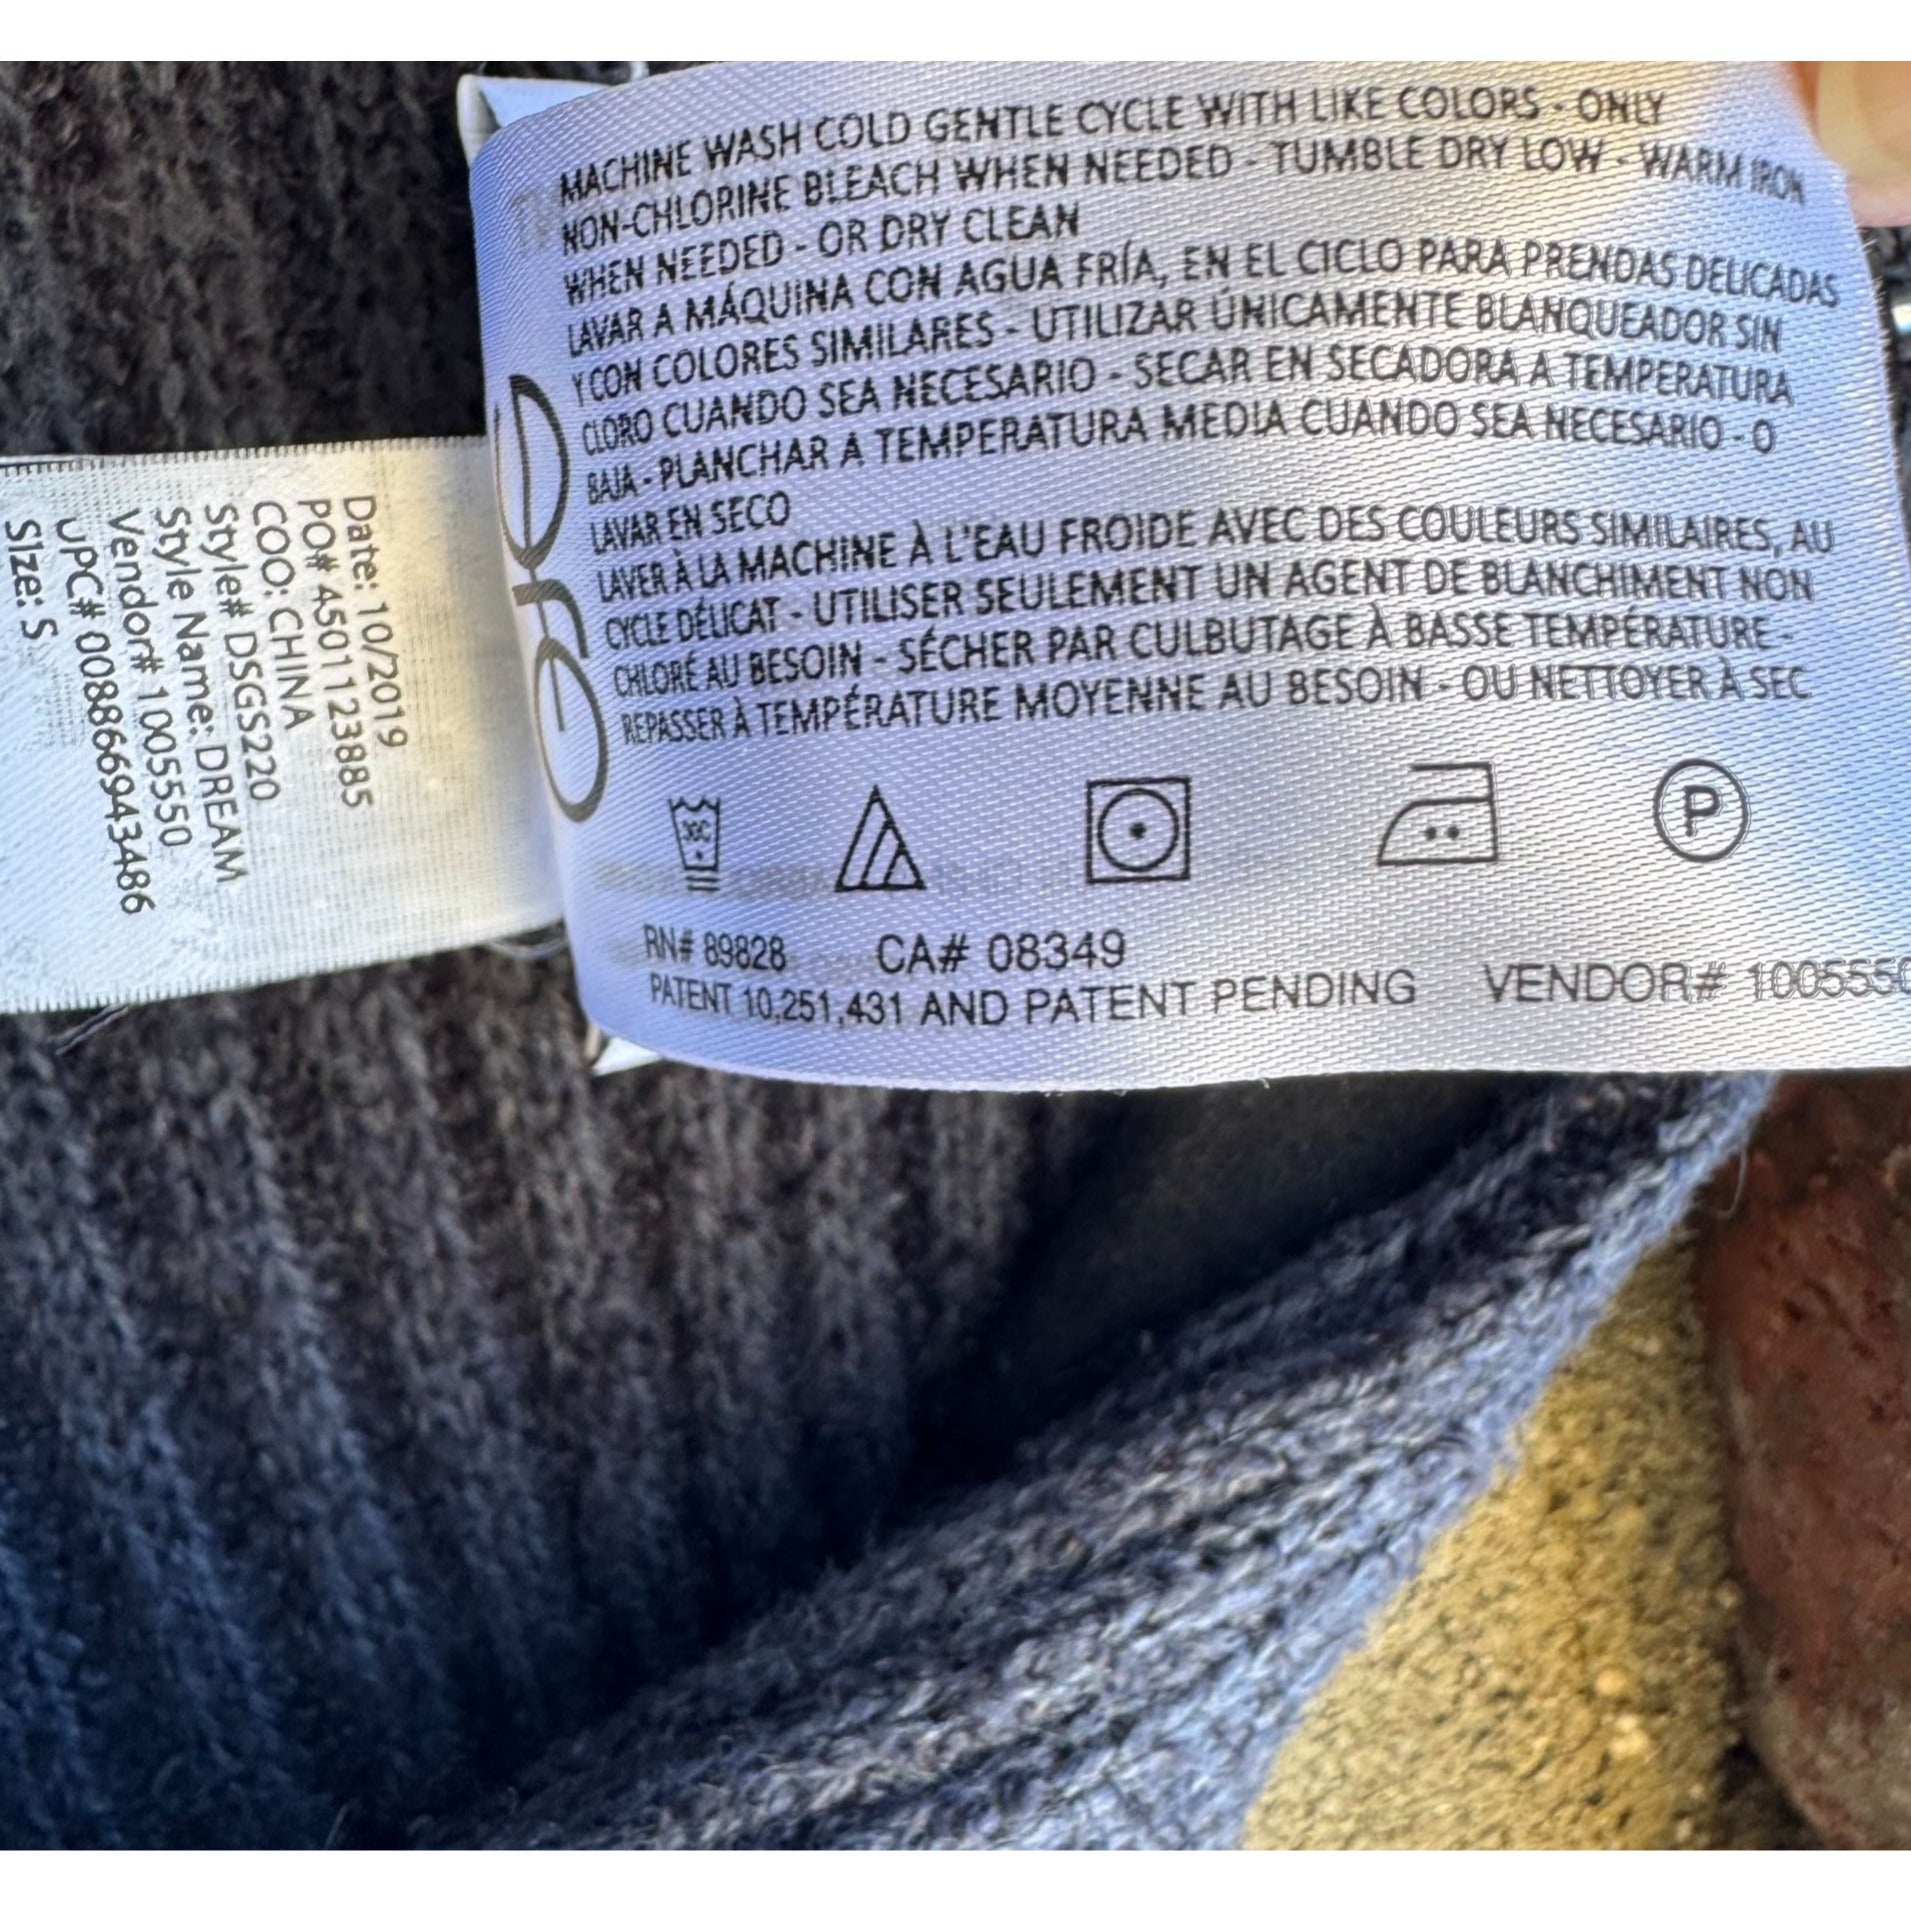 MACHINE WASH COLD GENTLE CYCLE WITH LIKE COLORS - ONLY
NON-CHLORINE BLEACH WHEN NEEDED - TUMBLE DRY LOW - WARM IRON
WHEN NEEDED - OR DRY CLEAN
LAVAR A MÁQUINA CON AGUA FRÍA, EN EL CICLO PARA PRENDAS DELICADAS
Y CON COLORES SIMILARES - UTILIZAR ÚNICAMENTE BLANQUEADOR SIN
CLORO CUANDO SEA NECESARIO - SECAR EN SECADORA A TEMPERATURA
BAJA - PLANCHAR A TEMPERATURA MEDIA CUANDO SEA NECESARIO - O
LAVAR EN SECO
LAVER À LA MACHINE À L'EAU FROIDE AVEC DES COULEURS SIMILAIRES, AU
CYCLE DÉLICAT - UTILISER SEULEMENT UN AGENT DE BLANCHIMENT NON
CHLORÉ AU BESOIN - SÉCHER PAR CULBUTAGE À BASSE TEMPÉRATURE -
REPASSER À TEMPÉRATURE MOYENNE AU BESOIN - OU NETTOYER À SEC
30C
P
RN# 89828 CA# 08349
PATENT 10,251,431 AND PATENT PENDING VENDOR# 1005550
Date: 10/2019
PO# 4501123885
COO: CHINA
Style# DSGS220
Style Name: DREAM
Vendor# 1005550
UPC# 00886694 3486
Size: S